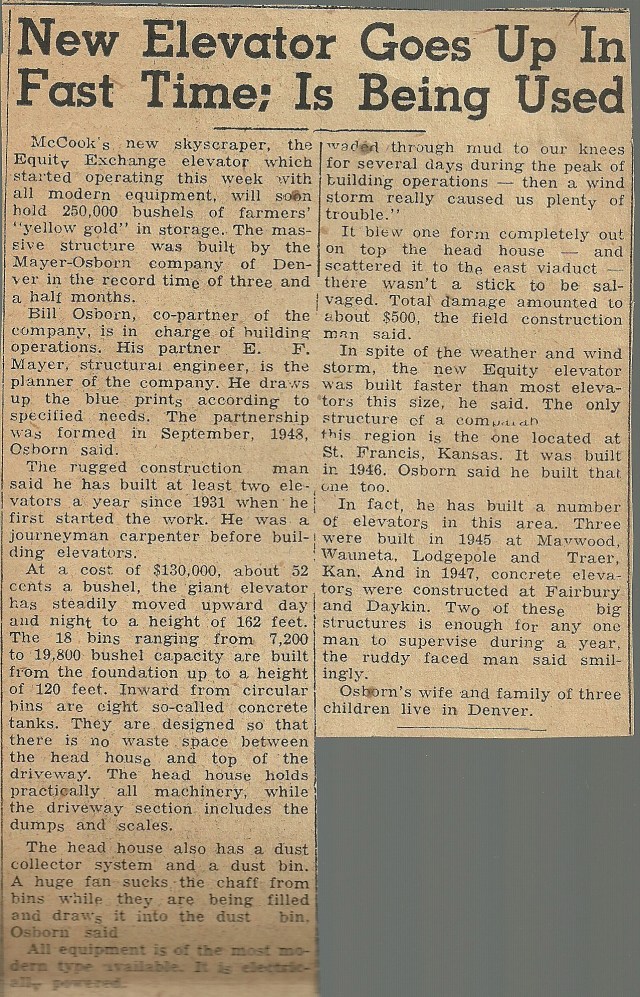 New Elevator Goes Up In
Fast Time; Is Being Used
McCook's new skyscraper, the
Equity Exchange elevator which
started operating this week with
all modern equipment, will soon
hold 250,000 bushels of farmers'
"yellow gold" in storage. The mas-
sive structure was built by the
Mayer-Osborn company of Den-
ver in the record time of three and
a half months.
Bill Osborn, co-partner of the
company, is in charge of building
operations. His partner E. F.
Mayer, structural engineer, is the
planner of the company. He draws
up the blue prints according to
specified needs. The partnership
was formed in September, 1948,
Osborn said.
The rugged construction man
said he has built at least two ele-
vators a year since 1931 when he
first started the work. He was a
journeyman carpenter before buil-
ding elevators.
At a cost of $130,000, about 52
cents a bushel, the giant elevator
has steadily moved upward day
and night to a height of 162 feet.
The 18 bins ranging from 7,200
to 19,800 bushel capacity are built
from the foundation up to a height
of 120 feet. Inward from circular
bins are eight so-called concrete
tanks. They are designed so that
there is no waste space between
the head house and top of the
driveway. The head house holds
practically all machinery, while
the driveway section includes the
dumps and scales.
The head house also has a dust
collector system and a dust bin.
A huge fan sucks the chaff from
bins while they are being filled
and draws it into the dust bin,
Osborn said
All equipment is of the most mo-
dern type available. It is electric-
ally powered.
waded through mud to our knees
for several days during the peak of
building operations — then a wind
storm really caused us plenty of
trouble."
It blew one form completely out
on top the head house — and
scattered it to the east viaduct —
there wasn't a stick to be sal-
vaged. Total damage amounted to
about $500, the field construction
man said.
In spite of the weather and wind
storm, the new Equity elevator
was built faster than most eleva-
tors this size, he said. The only
structure of a
this region is the one located at
St. Francis, Kansas. It was built
in 1946. Osborn said he built that
one too.
In fact, he has built a number
of elevators in this area. Three
were built in 1945 at Maywood,
Wauneta, Lodgepole and Traer,
Kan. And in 1947, concrete eleva-
tors were constructed at Fairbury
and Daykin. Two of these big
structures is enough for any one
man to supervise during a year,
the ruddy faced man said smil-
ingly.
Osborn's wife and family of three
children live in Denver.